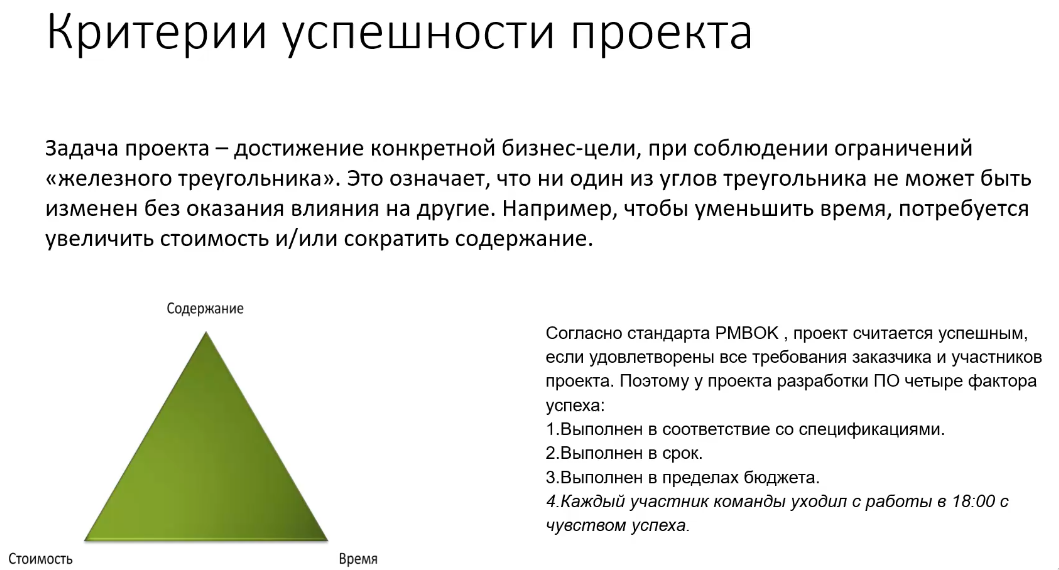 Критерии успешности проекта
Задача проекта – достижение конкретной бизнес-цели, при соблюдении ограничений
«железного треугольника». Это означает, что ни один из углов треугольника не может быть
изменен без оказания влияния на другие. Например, чтобы уменьшить время, потребуется
увеличить стоимость и/или сократить содержание.
Содержание
Стоимость
Время
Согласно стандарта PMBOK , проект считается успешным,
если удовлетворены все требования заказчика и участников
проекта. Поэтому у проекта разработки ПО четыре фактора
успеха:
1.Выполнен в соответствие со спецификациями.
2.Выполнен в срок.
3.Выполнен в пределах бюджета.
4.Каждый участник команды уходил с работы в 18:00 с
чувством успеха.